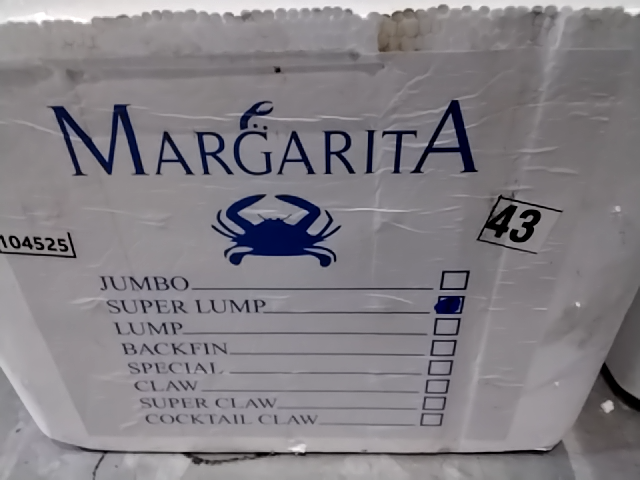 MARGARITA
43
104525
JUMBO
SUPER LUMP
LUMP
BACKFIN
SPECIAL
CLAW
SUPER CLAW
COCKTAIL CLAW